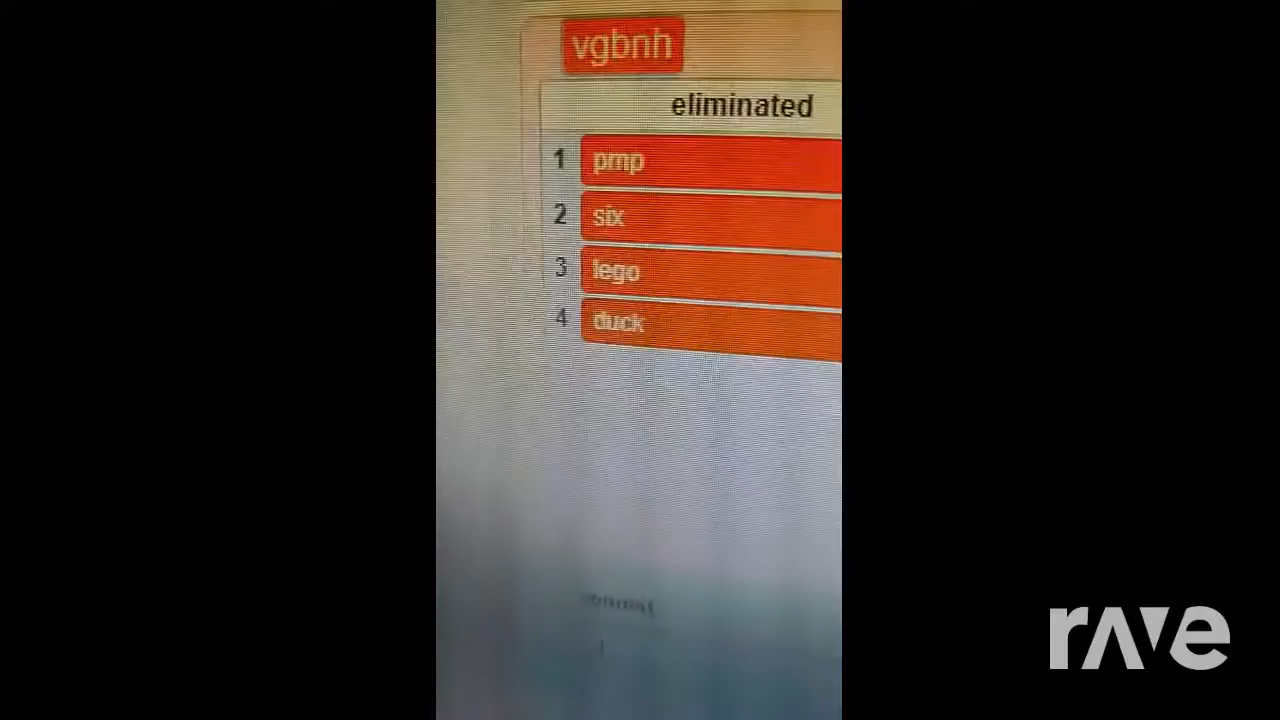 vgbnh
eliminated
1 pmp
2 six
3 lego
4 duck
rave